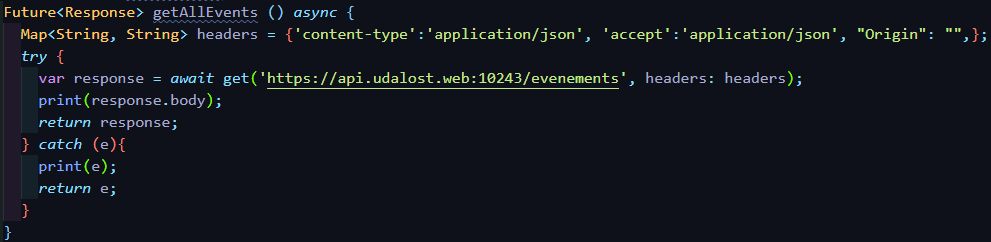 Future<Response> getAllEvents () async {
Map<String, String> headers = {'content-type':'application/json', 'accept':'application/json', "Origin": "",};
try {
var response = await get('https://api.udalost.web:10243/evenements', headers: headers);
print(response.body);
return response;
} catch (e){
print(e);
return e;
}
}